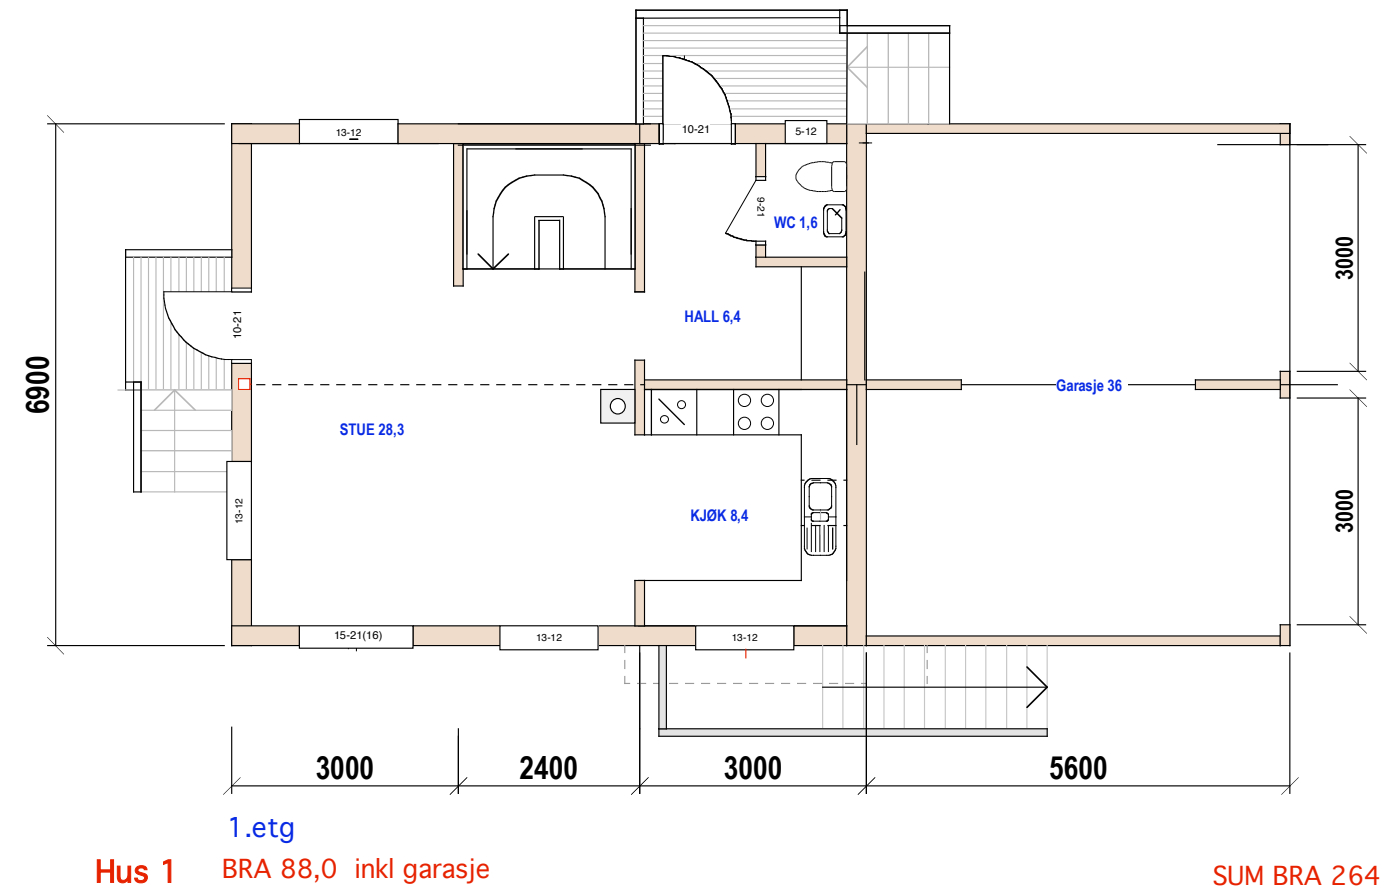 13-12
10-21
5-12
9-21
WC 1,6
3000
10-21
HALL 6,4
6900
Garasje 36
STUE 28,3
13-12
KJØK 8,4
3000
15-21(16)
13-12
13-12
3000
2400
3000
5600
1.etg
Hus 1 BRA 88,0 inkl garasje
SUM BRA 264